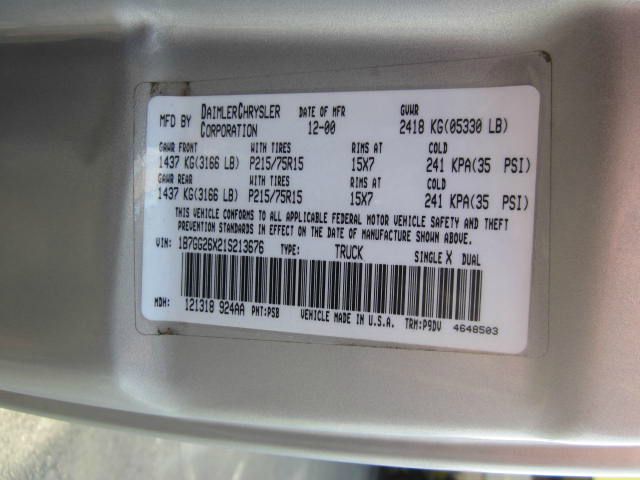 MFD BY DAIMLERCHRYSLER CORPORATION DATE OF MFR 12-00 GVWR 2418 KG(05330 LB)
GAWR FRONT WITH TIRES RIMS AT COLD
1437 KG(3166 LB) P215/75R15 15X7 241 KPA(35 PSI)
GAWR REAR WITH TIRES RIMS AT COLD
1437 KG(3166 LB) P215/75R15 15X7 241 KPA(35 PSI)
THIS VEHICLE CONFORMS TO ALL APPLICABLE FEDERAL MOTOR VEHICLE SAFETY AND THEFT
PREVENTION STANDARDS IN EFFECT ON THE DATE OF MANUFACTURE SHOWN ABOVE.
VIN: 1B7GG26X21S213676 TYPE: TRUCK SINGLE X DUAL
MDH: 121318 924AA PNT:PSB VEHICLE MADE IN U.S.A. TRM:P9DV 4648503